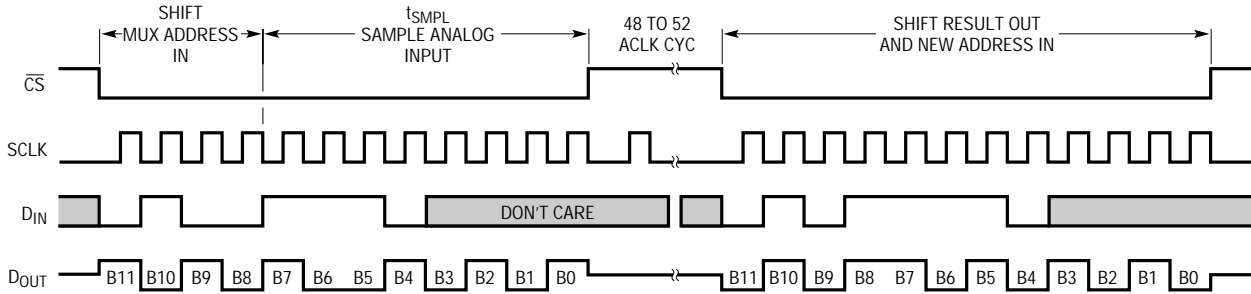 SHIFT
MUX ADDRESS
IN
tSMPL
SAMPLE ANALOG
INPUT
48 TO 52
ACLK CYC
SHIFT RESULT OUT
AND NEW ADDRESS IN
CS
SCLK
DIN
DON'T CARE
DOUT
B11 B10 B9 B8 B7 B6 B5 B4 B3 B2 B1 B0 B11 B10 B9 B8 B7 B6 B5 B4 B3 B2 B1 B0